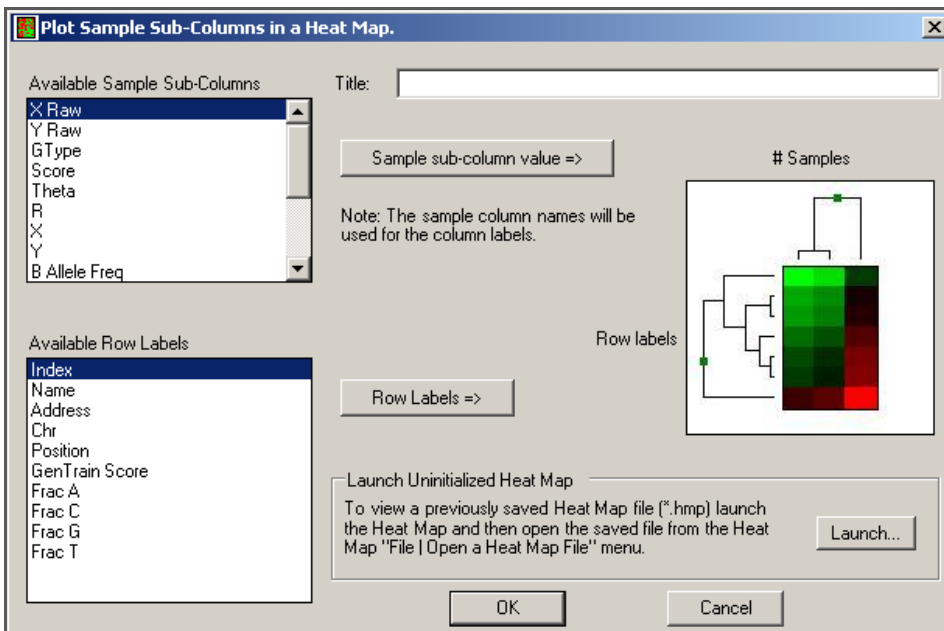 Plot Sample Sub-Columns in a Heat Map.
Available Sample Sub-Columns
X Raw
Y Raw
GType
Score
Theta
R
X
Y
B Allele Freq
Title:
Sample sub-column value =>
Note: The sample column names will be
used for the column labels.
# Samples
Row labels
Available Row Labels
Index
Name
Address
Chr
Position
GenTrain Score
Frac A
Frac C
Frac G
Frac T
Row Labels =>
Launch Uninitialized Heat Map
To view a previously saved Heat Map file (*.hmp) launch
the Heat Map and then open the saved file from the Heat
Map "File | Open a Heat Map File" menu.
Launch...
OK
Cancel